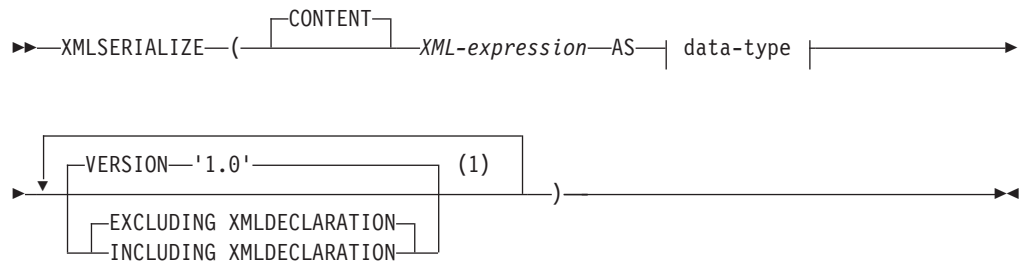 CONTENT
XMLSERIALIZE ( XML-expression AS data-type
VERSION '1.0' (1)
)
EXCLUDING XMLDECLARATION
INCLUDING XMLDECLARATION